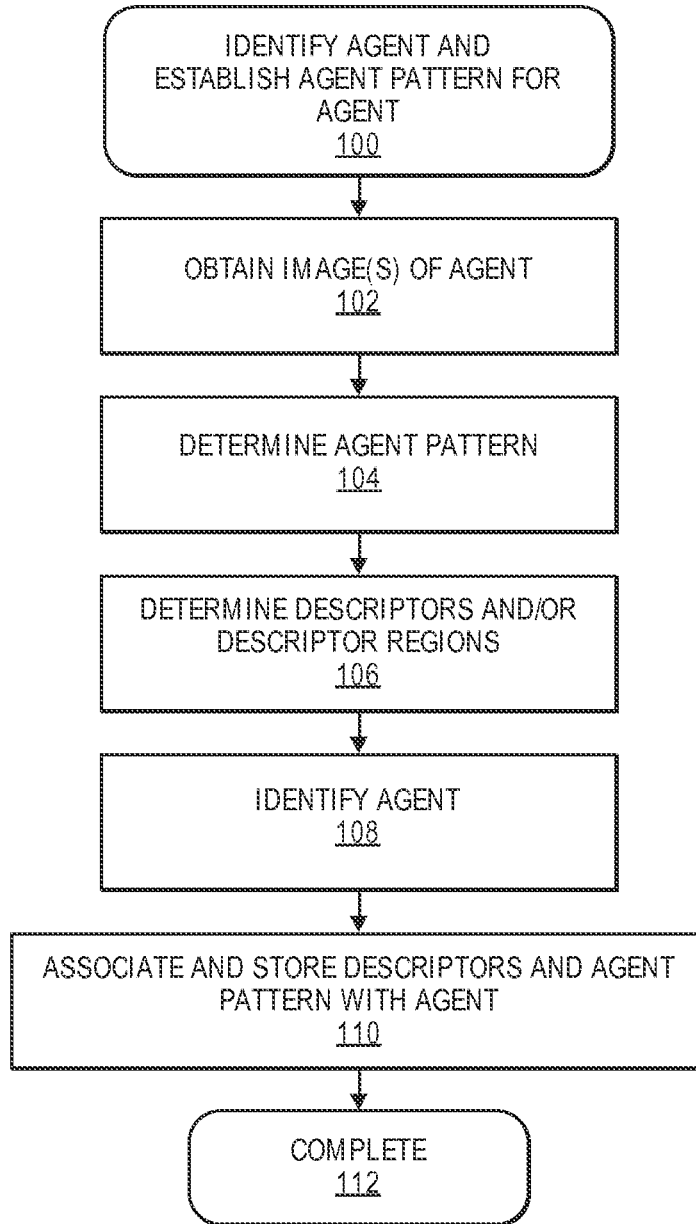 IDENTIFY AGENT AND
ESTABLISH AGENT PATTERN FOR
AGENT
100
OBTAIN IMAGE(S) OF AGENT
102
DETERMINE AGENT PATTERN
104
DETERMINE DESCRIPTORS AND/OR
DESCRIPTOR REGIONS
106
IDENTIFY AGENT
108
ASSOCIATE AND STORE DESCRIPTORS AND AGENT
PATTERN WITH AGENT
110
COMPLETE
112